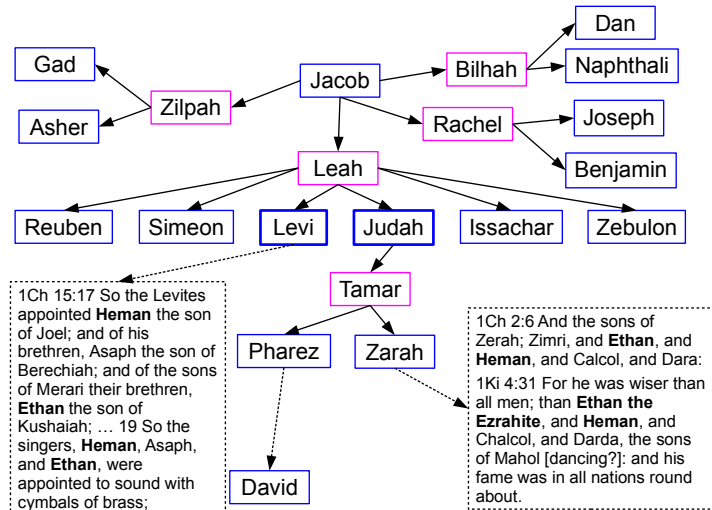 Dan
Gad
Jacob
Bilhah
Naphthali
Zilpah
Asher
Rachel
Joseph
Leah
Benjamin
Reuben
Simeon
Levi
Judah
Issachar
Zebulon
Tamar
1Ch 15:17 So the Levites
appointed Heman the son
of Joel; and of his
brethren, Asaph the son of
Berechiah; and of the sons
of Merari their brethren,
Ethan the son of
Kushaiah; … 19 So the
singers, Heman, Asaph,
and Ethan, were
appointed to sound with
cymbals of brass;
Pharez
Zarah
David
1Ch 2:6 And the sons of
Zerah; Zimri, and Ethan, and
Heman, and Calcol, and Dara:
1Ki 4:31 For he was wiser than
all men; than Ethan the
Ezrahite, and Heman, and
Chalcol, and Darda, the sons
of Mahol [dancing?]: and his
fame was in all nations round
about.